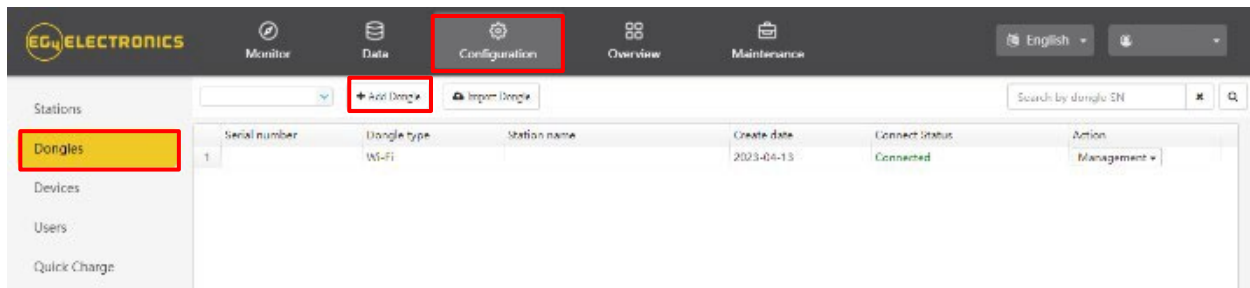 EG4 ELECTRONICS
Monitor
Data
Configuration
Overview
Maintenance
English
Stations
+ Add Dongle
Import Dongle
Search by dongle SN
Dongles
Serial number
Dongle type
Station name
Create date
Connect Status
Action
1
Wi-Fi
2023-04-13
Connected
Management
Devices
Users
Quick Charge